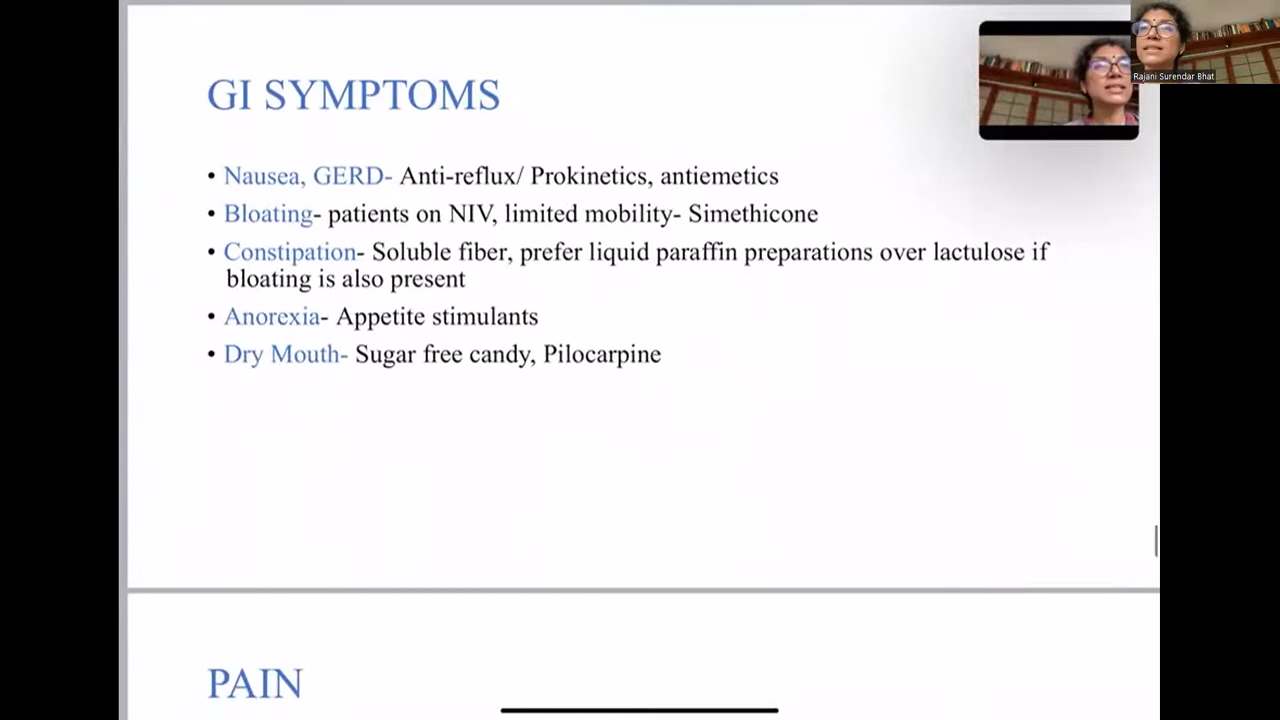 GI SYMPTOMS
Rajani Surendar Bhat
• Nausea, GERD- Anti-reflux/ Prokinetics, antiemetics
• Bloating- patients on NIV, limited mobility- Simethicone
• Constipation- Soluble fiber, prefer liquid paraffin preparations over lactulose if
bloating is also present
• Anorexia- Appetite stimulants
• Dry Mouth- Sugar free candy, Pilocarpine
PAIN